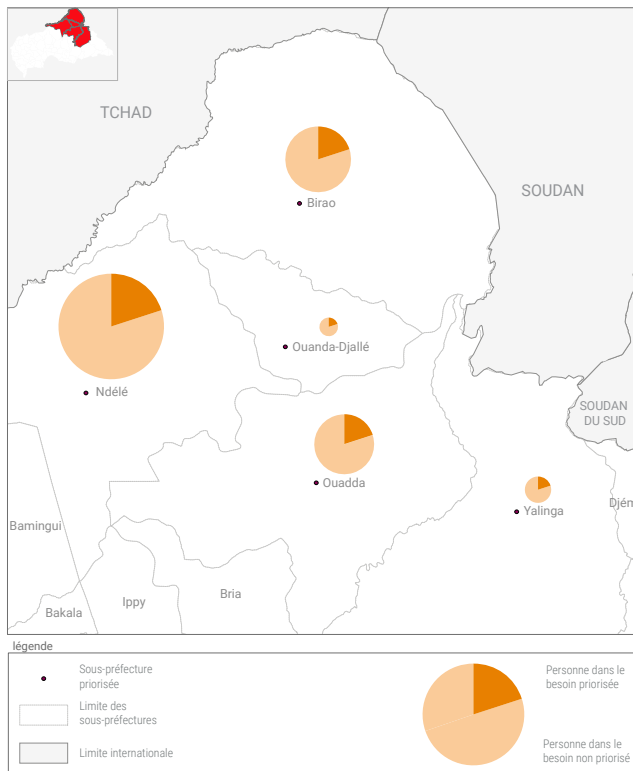 TCHAD
Birao
SOUDAN
Ouanda-Djallé
Ndélé
SOUDAN
DU SUD
Ouadda
Yalinga
Djém
Bamingui
Bria
Ippy
Bakala
légende
Sous-préfecture
priorisée
Limite des
sous-préfectures
Limite internationale
Personne dans le
besoin priorisée
Personne dans le
besoin non priorisé